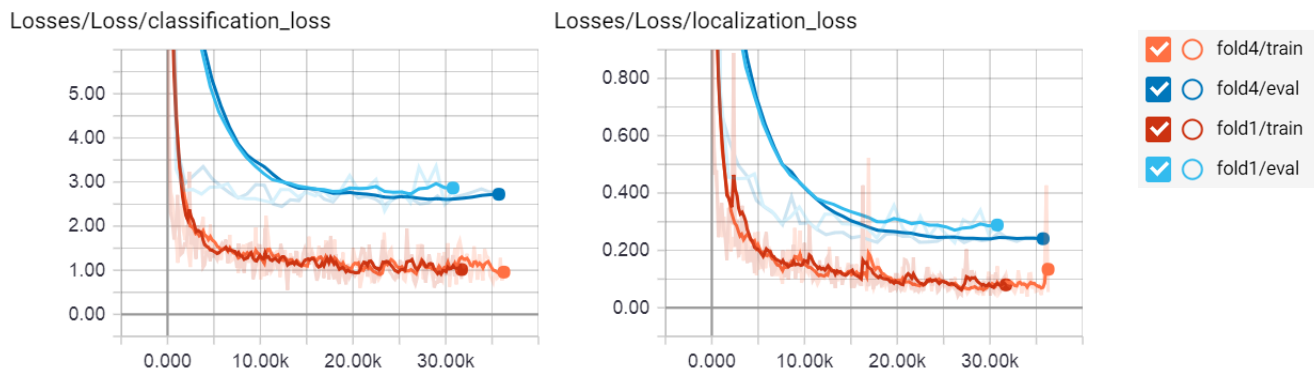 Losses/Loss/classification_loss
5.00
4.00
3.00
2.00
1.00
0.00
0.000 10.00k 20.00k 30.00k
Losses/Loss/localization_loss
0.800
0.600
0.400
0.200
0.00
0.000 10.00k 20.00k 30.00k
fold4/train
fold4/eval
fold1/train
fold1/eval